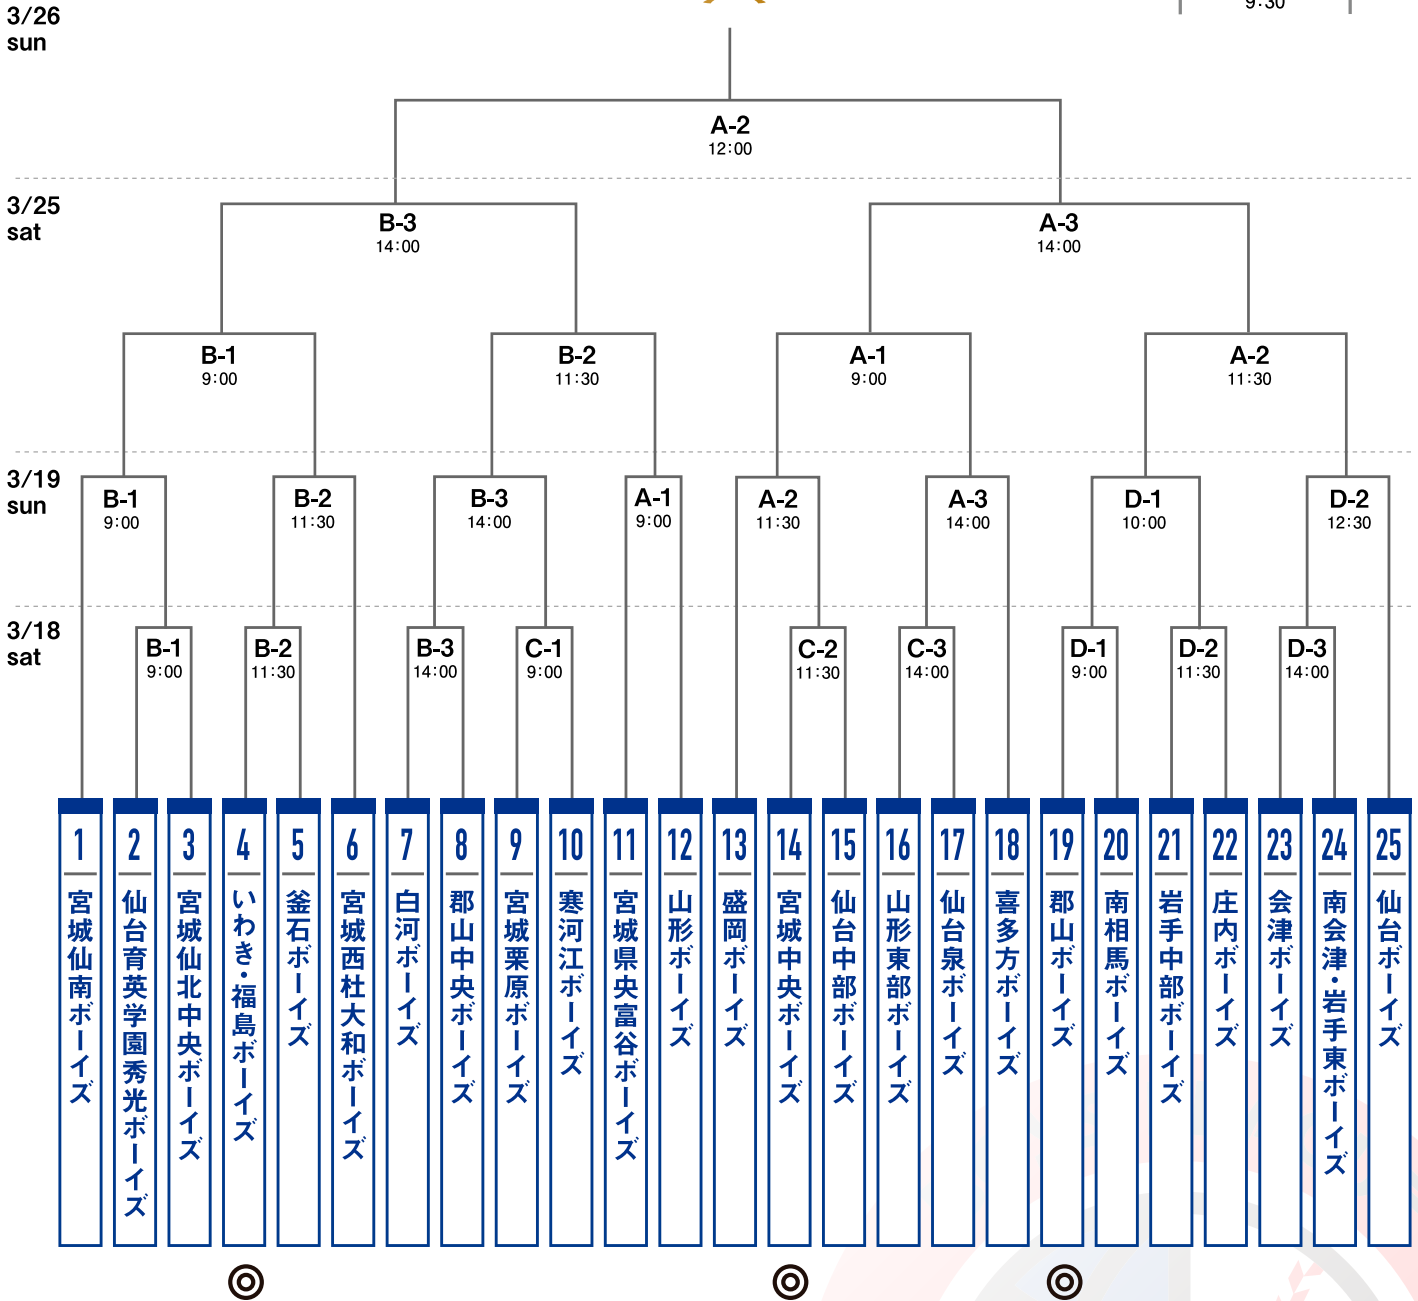 3/26
sun
9:30
A-2
12:00
3/25
sat
B-3
14:00
A-3
14:00
B-1
9:00
B-2
11:30
A-1
9:00
A-2
11:30
3/19
sun
B-1
9:00
B-2
11:30
B-3
14:00
A-1
9:00
A-2
11:30
A-3
14:00
D-1
10:00
D-2
12:30
3/18
sat
B-1
9:00
B-2
11:30
B-3
14:00
C-1
9:00
C-2
11:30
C-3
14:00
D-1
9:00
D-2
11:30
D-3
14:00
1
宮城仙南ボーイズ
2
仙台育英学園秀光ボーイズ
3
宮城仙北中央ボーイズ
4
いわき・福島ボーイズ
5
釜石ボーイズ
6
宮城西杜大和ボーイズ
7
白河ボーイズ
8
郡山中央ボーイズ
9
宮城栗原ボーイズ
10
寒河江ボーイズ
11
宮城県央富谷ボーイズ
12
山形ボーイズ
13
盛岡ボーイズ
14
宮城中央ボーイズ
15
仙台中部ボーイズ
16
山形東部ボーイズ
17
仙台泉ボーイズ
18
喜多方ボーイズ
19
郡山ボーイズ
20
南相馬ボーイズ
21
岩手中部ボーイズ
22
庄内ボーイズ
23
会津ボーイズ
24
南会津・岩手東ボーイズ
25
仙台ボーイズ
◎
◎
◎